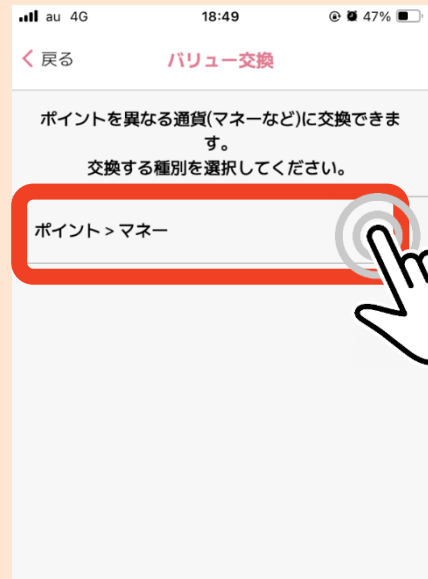 au 4G 18:49 47%
戻る バリュー交換
ポイントを異なる通貨(マネーなど)に交換できま
す。
交換する種別を選択してください。
ポイント > マネー